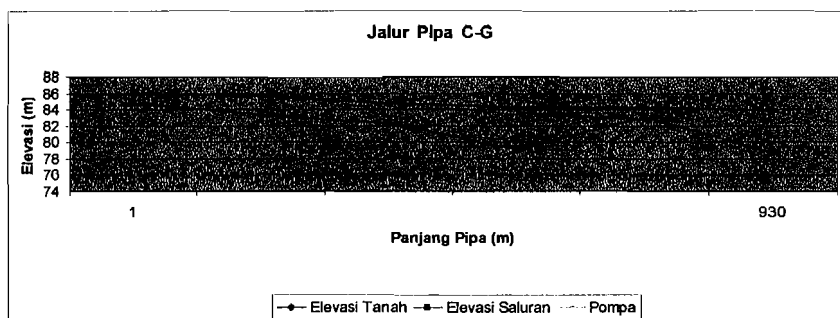 Jalur Pipa C-G
Elevasi (m)
88
86
84
82
80
78
76
74
1
930
Panjang Pipa (m)
Elevasi Tanah
Elevasi Saluran
Pompa